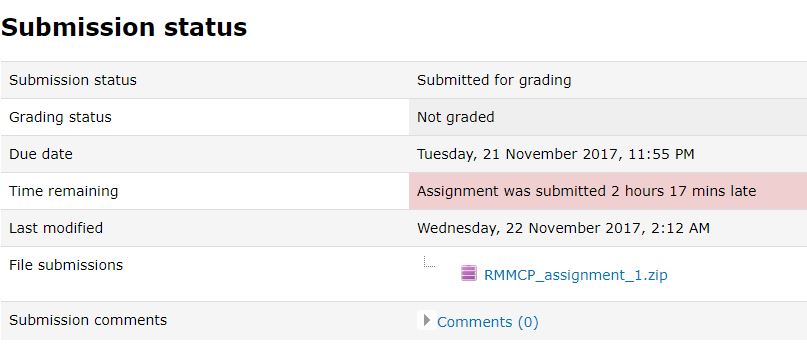 Submission status
Submission status Submitted for grading
Grading status Not graded
Due date Tuesday, 21 November 2017, 11:55 PM
Time remaining Assignment was submitted 2 hours 17 mins late
Last modified Wednesday, 22 November 2017, 2:12 AM
File submissions
RMMCP_assignment_1.zip
Submission comments Comments (0)